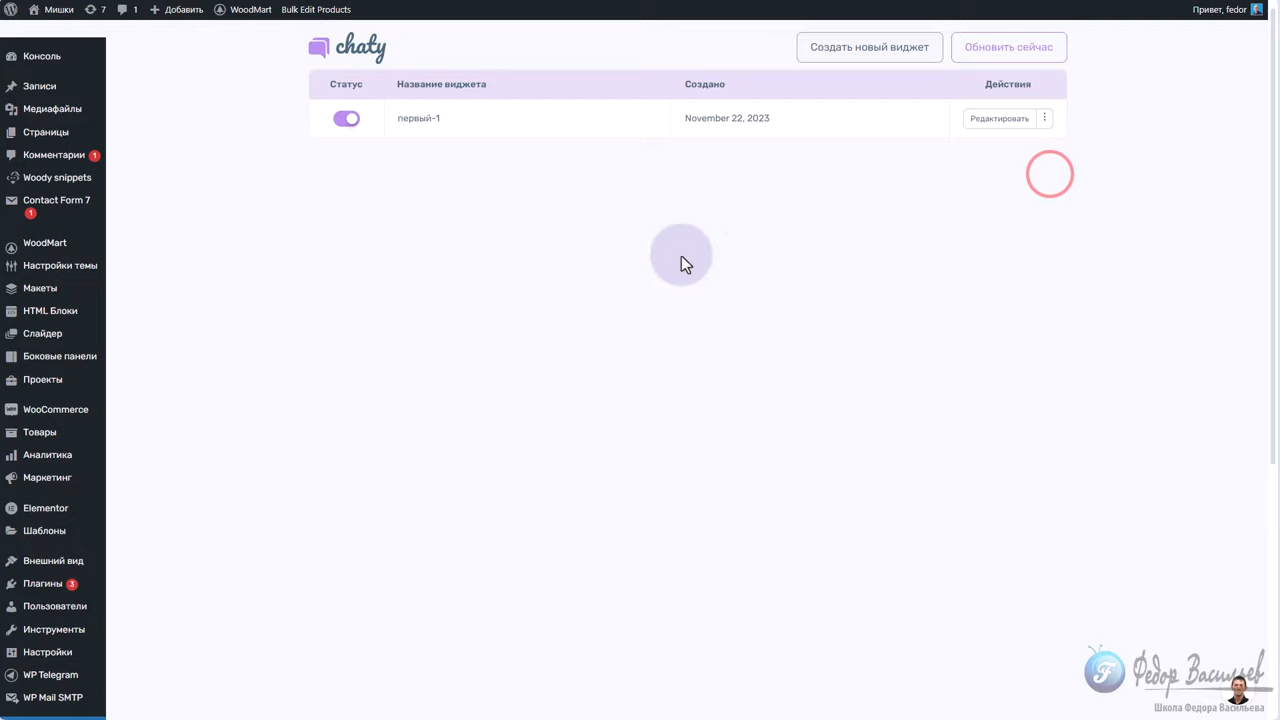 Мишки 7 1 Добавить WoodMart Bulk Edit Products Привет, fedor
chaty
Создать новый виджет Обновить сейчас
Статус Название виджета Создано Действия
первый-1 November 22, 2023 Редактировать
Консоль
Записи
Медиафайлы
Страницы
Комментарии 1
Woody snippets
Contact Form 7
1
WoodMart
Настройки темы
Макеты
HTML Блоки
Слайдер
Боковые панели
Проекты
WooCommerce
Товары
Аналитика
Маркетинг
Elementor
Шаблоны
Внешний вид
Плагины 3
Пользователи
Инструменты
Настройки
WP Telegram
WP Mail SMTP
Федор Васильев
Школа Федора Васильева